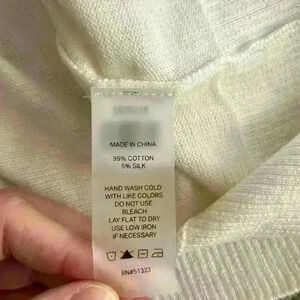 MADE IN CHINA
95% COTTON
5% SILK
HAND WASH COLD
WITH LIKE COLORS
DO NOT USE
BLEACH
LAY FLAT TO DRY
USE LOW IRON
IF NECESSARY
RN#51323